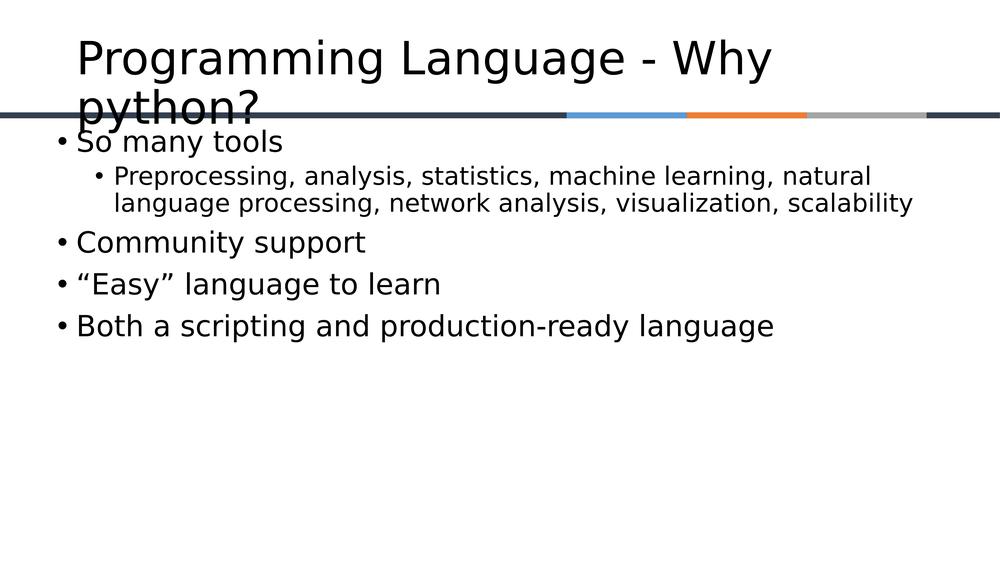 Programming Language - Why
python?
• So many tools
• Preprocessing, analysis, statistics, machine learning, natural
language processing, network analysis, visualization, scalability
• Community support
• “Easy” language to learn
• Both a scripting and production-ready language